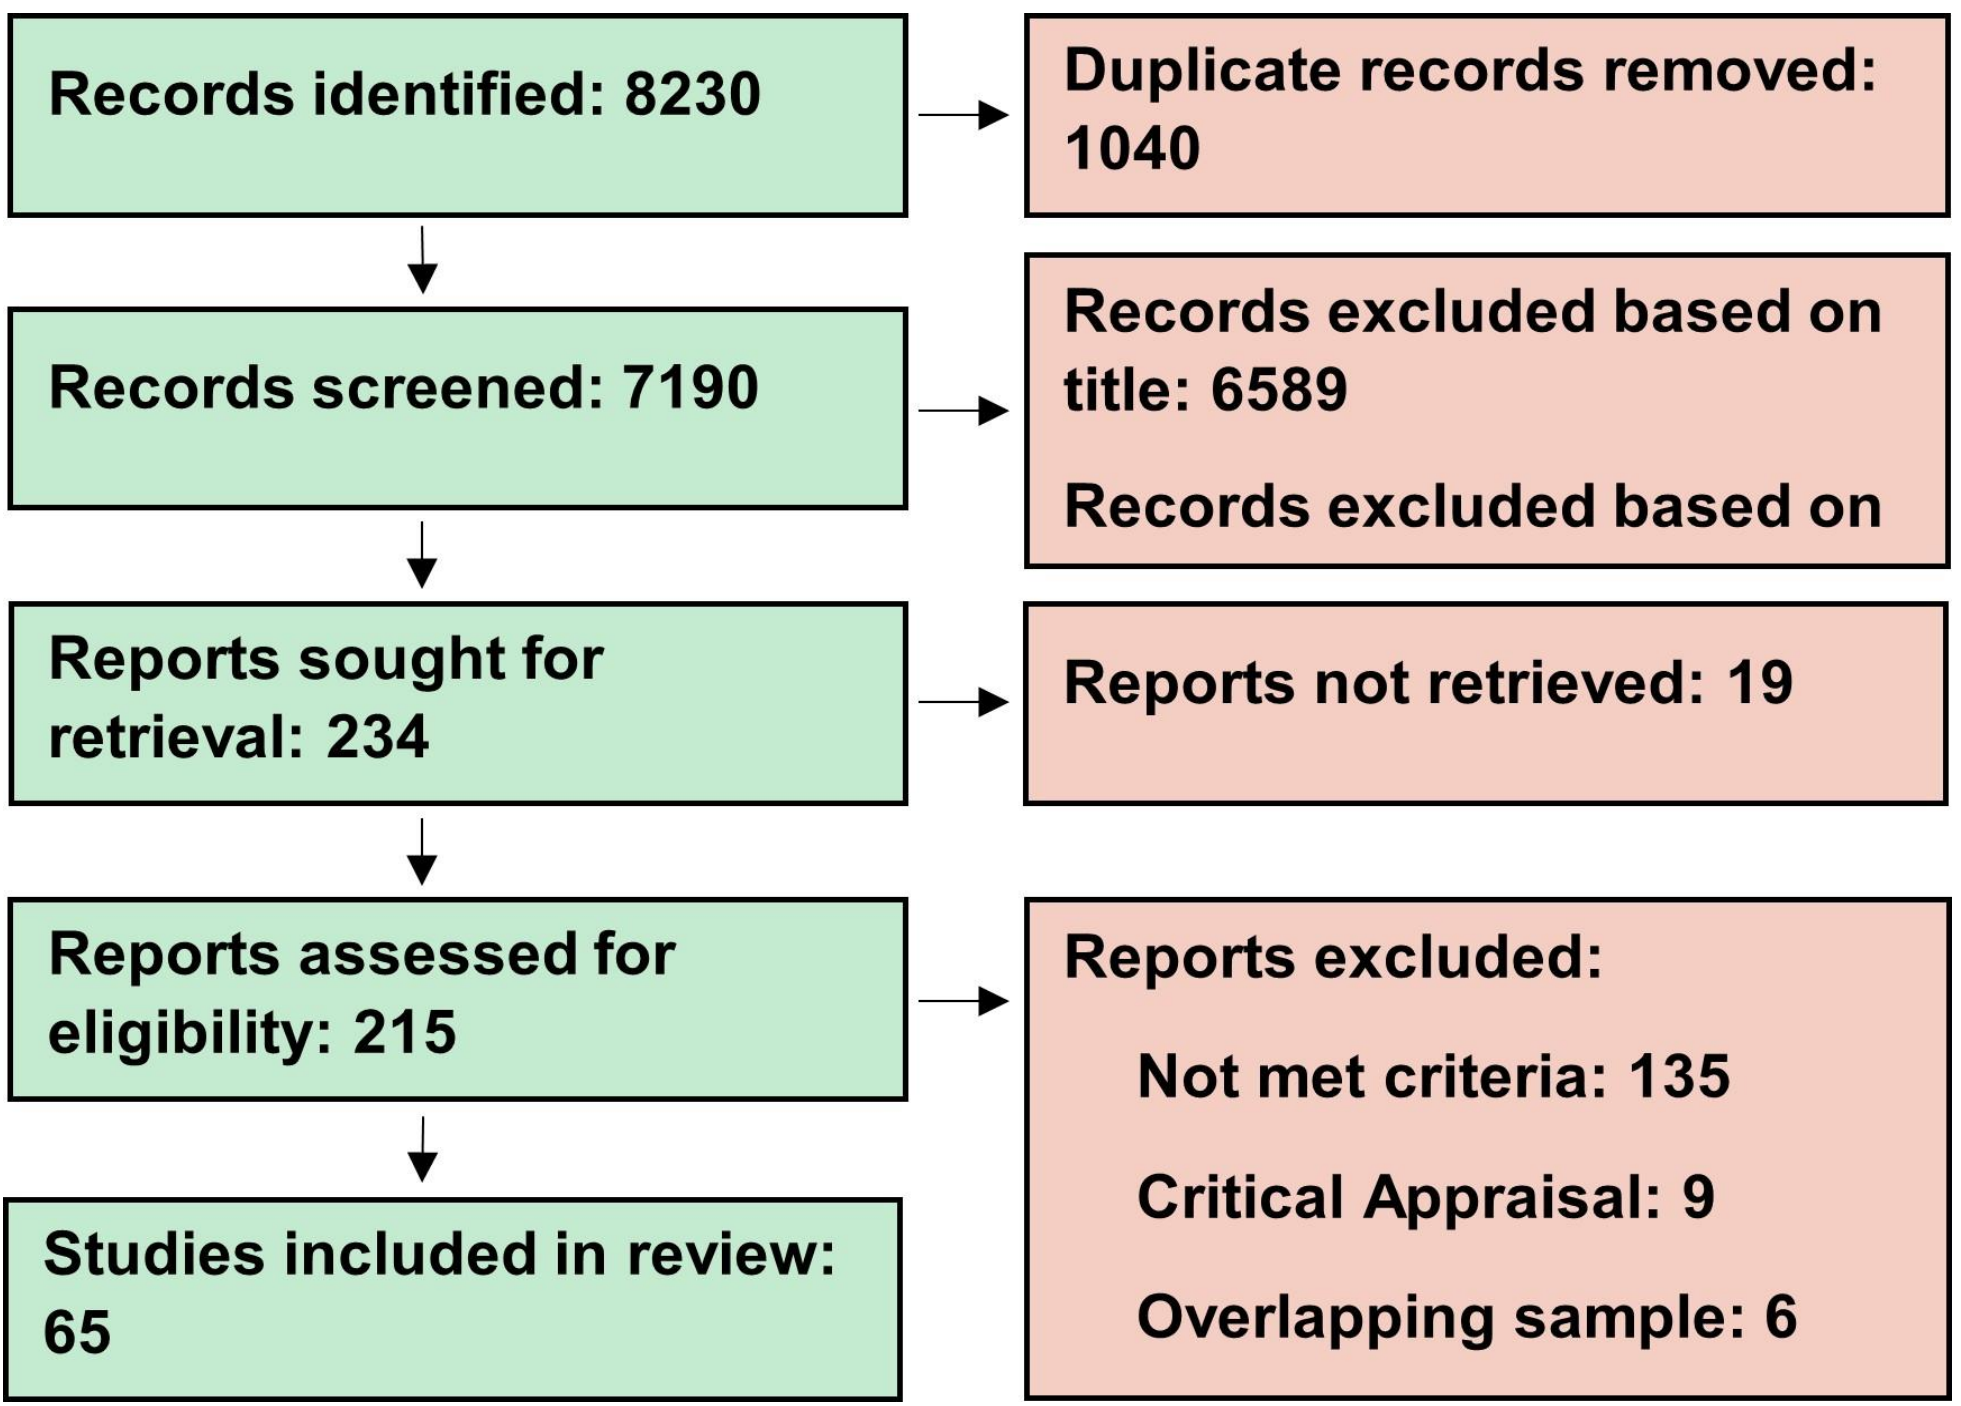 Records identified: 8230
Duplicate records removed:
1040
Records screened: 7190
Records excluded based on
title: 6589
Records excluded based on
Reports sought for
retrieval: 234
Reports not retrieved: 19
Reports assessed for
eligibility: 215
Reports excluded:
Not met criteria: 135
Critical Appraisal: 9
Overlapping sample: 6
Studies included in review:
65